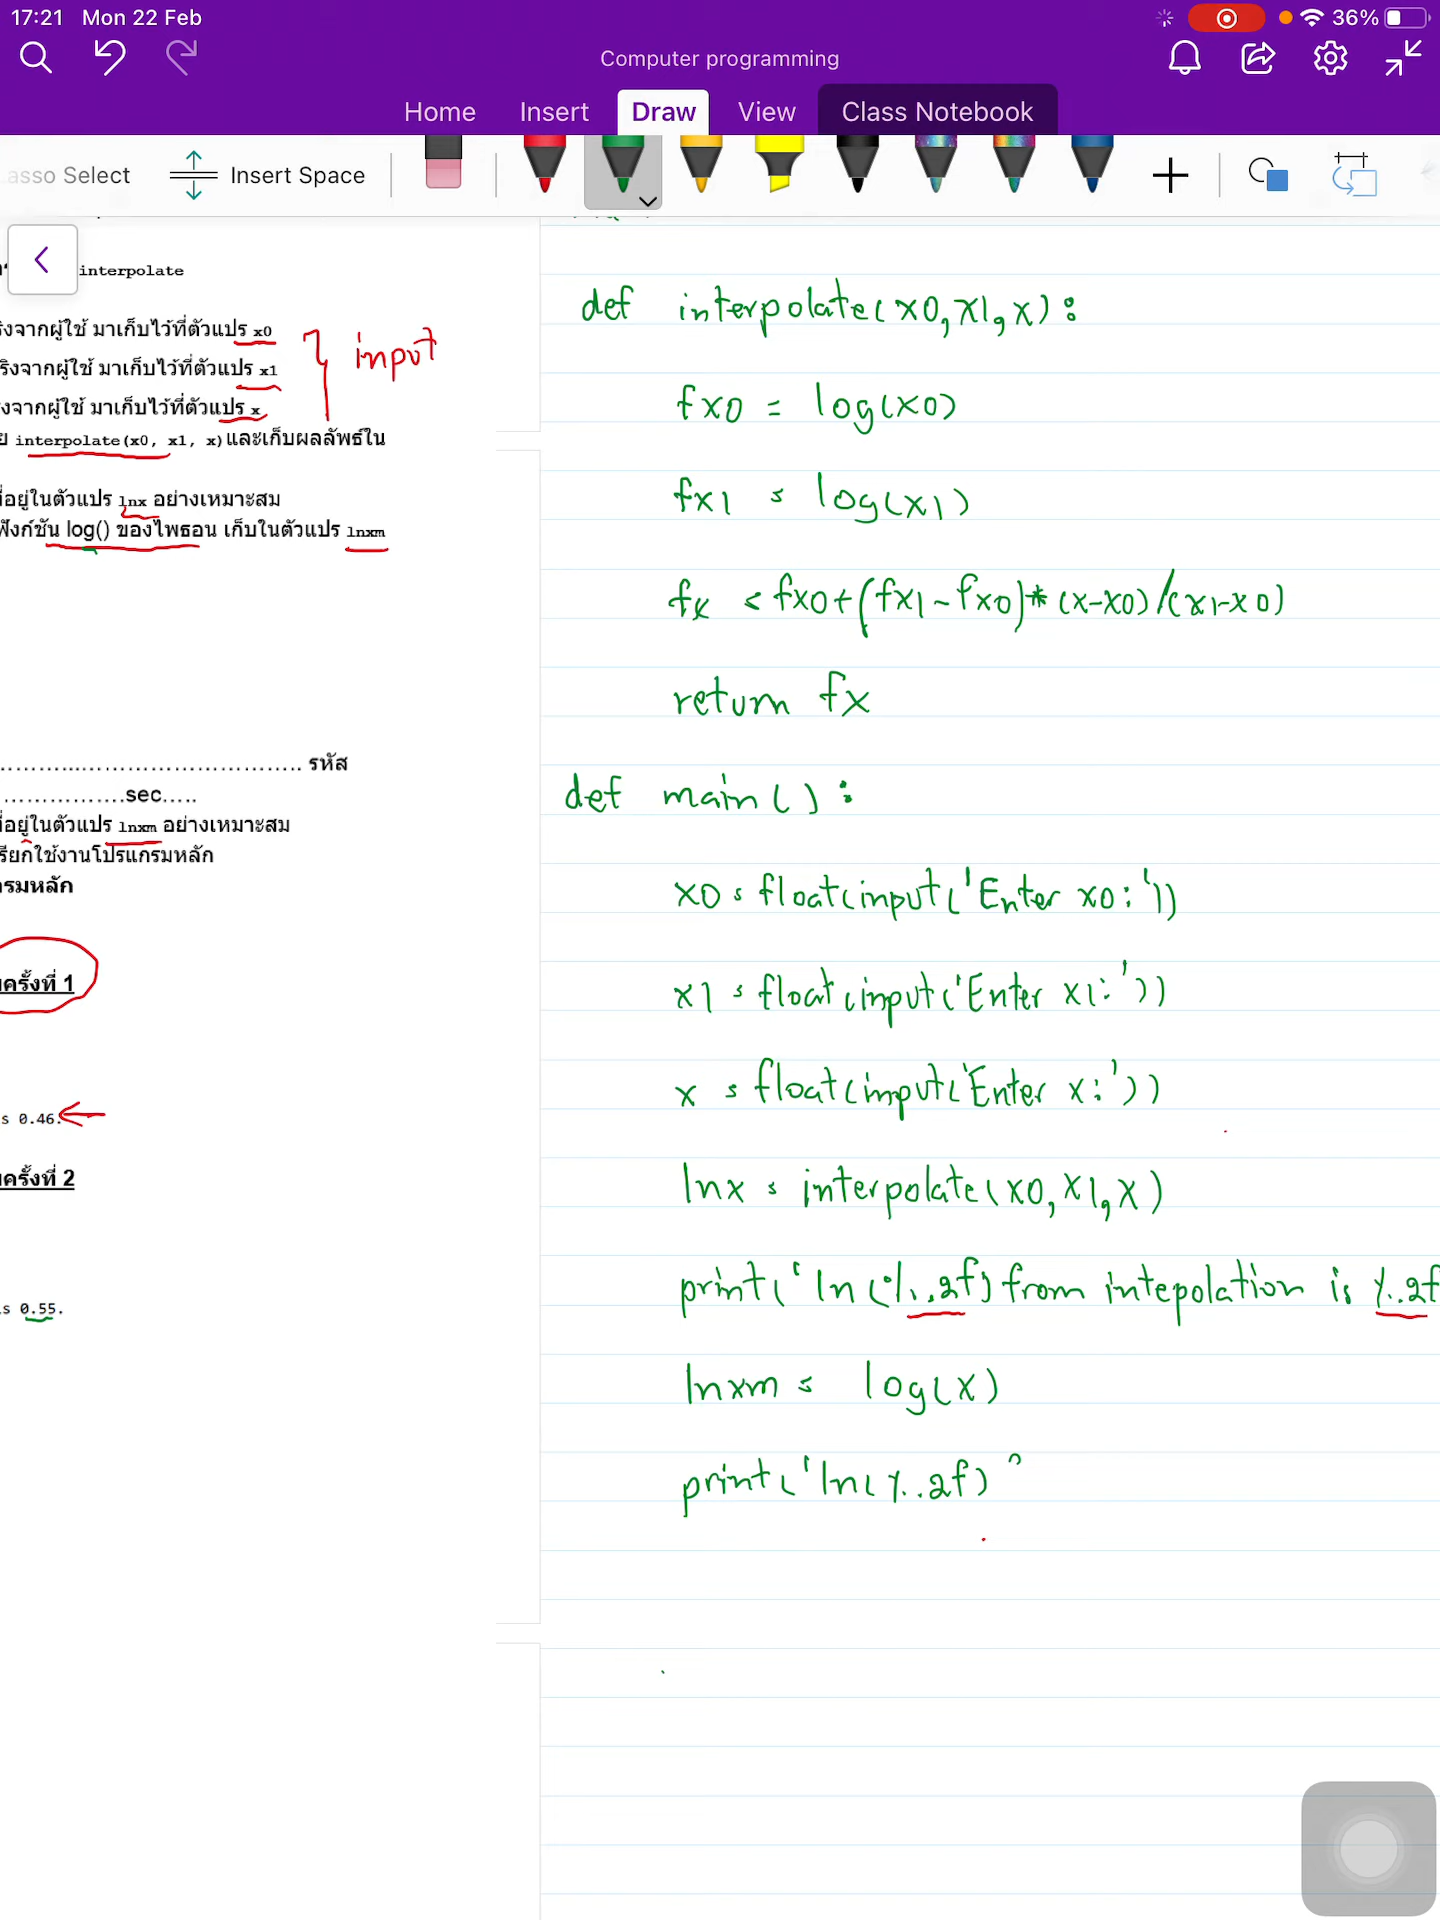 17:21 Mon 22 Feb
36%
Computer programming
Home Insert Draw View Class Notebook
asso Select Insert Space
interpolate
ริงจากผู้ใช้ มาเก็บไว้ที่ตัวแปร x0
ริงจากผู้ใช้ มาเก็บไว้ที่ตัวแปร x1
งจากผู้ใช้ มาเก็บไว้ที่ตัวแปร x
input
ย interpolate(x0, x1, x)และเก็บผลลัพธ์ใน
ที่อยู่ในตัวแปร lnx อย่างเหมาะสม
ฟังก์ชัน log() ของไพธอน เก็บในตัวแปร lnxm
รหัส
sec.....
ที่อยู่ในตัวแปร lnxm อย่างเหมาะสม
รียกใช้งานโปรแกรมหลัก
กรมหลัก
ครั้งที่ 1
s 0.46.
ครั้งที่ 2
s 0.55.
def interpolate(x0,x1,x):
fx0 = log(x0)
fx1 = log(x1)
fx = fx0+(fx1-fx0)*(x-x0)/(x1-x0)
return fx
def main():
x0 = float(input('Enter x0:'))
x1 = float(input('Enter x1:'))
x = float(input('Enter x:'))
lnx = interpolate(x0,x1,x)
print('ln(%.2f) from intepolation is %.2f
lnxm = log(x)
print('ln(%.2f)